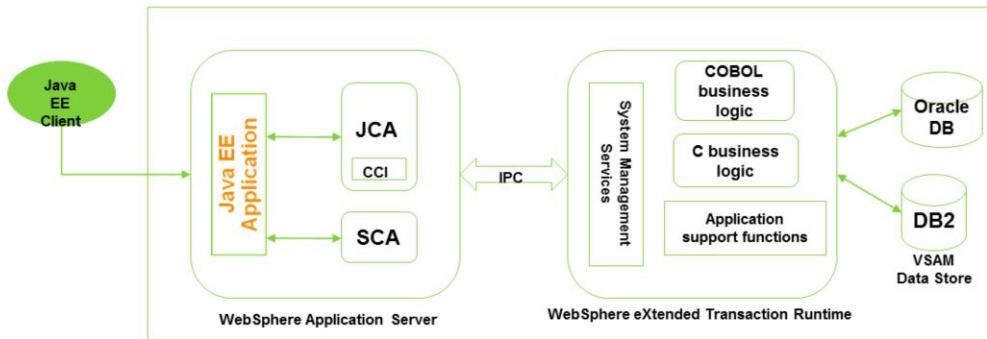 Java
EE
Client
Java EE
Application
JCA
CCI
SCA
WebSphere Application Server
IPC
System Management
Services
COBOL
business
logic
C business
logic
Application
support functions
WebSphere eXtended Transaction Runtime
Oracle
DB
DB2
VSAM
Data Store